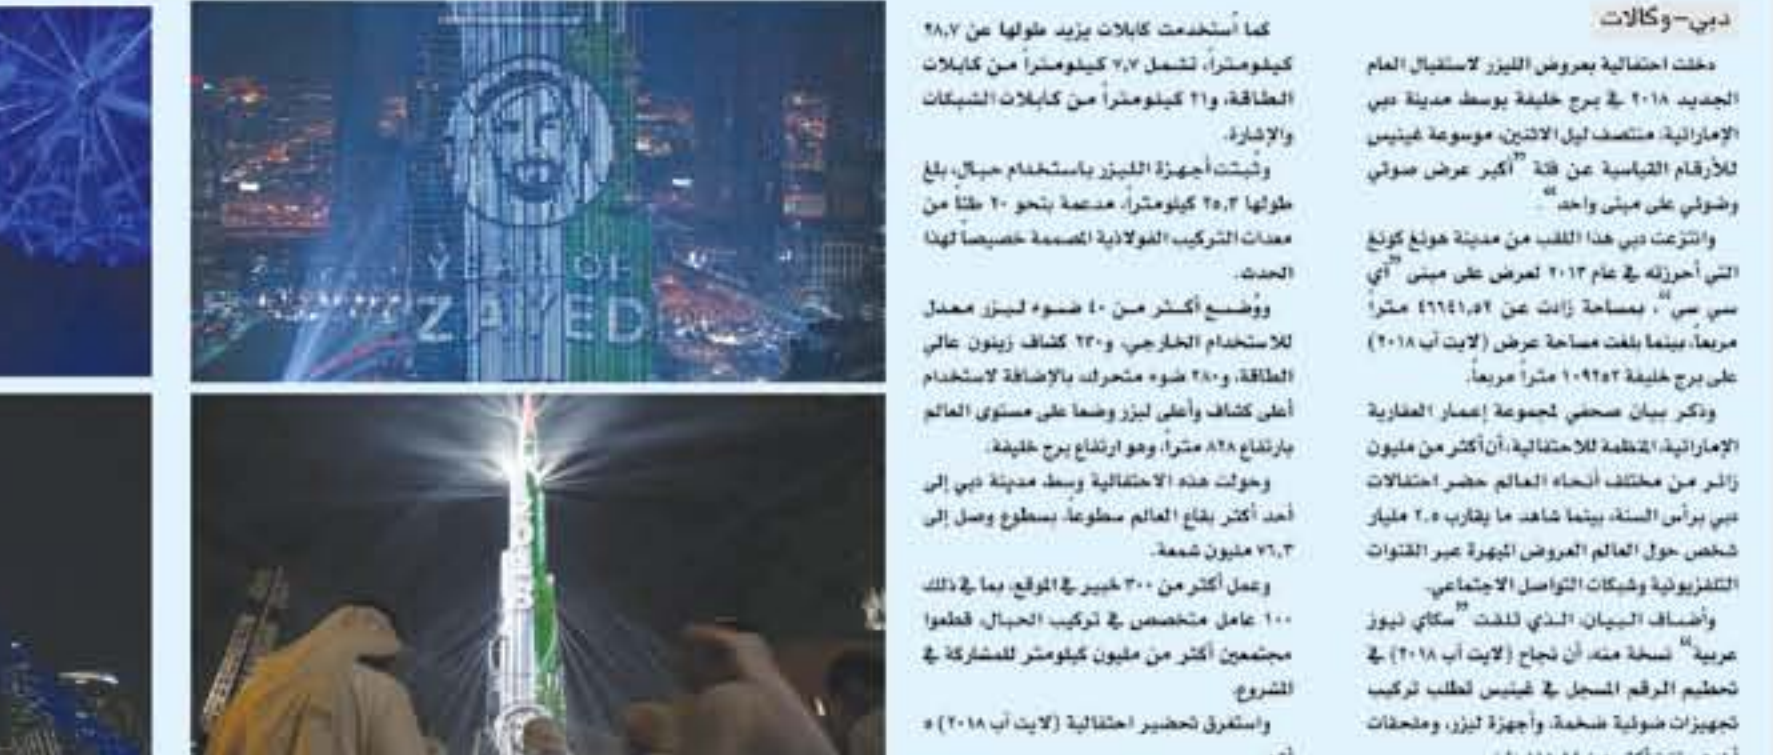 دبي-وكالات
دخلت احتفالية بعروض الليزر لاستقبال العام
الجديد ٢٠١٨ في برج خليفة بوسط مدينة دبي
الإماراتية، منتصف ليل الاثنين، موسوعة غينيس
للأرقام القياسية عن فئة "أكبر عرض صوتي
وضوئي على مبنى واحد".
وانتزعت دبي هذا اللقب من مدينة هونغ كونغ
التي أحرزته في عام ٢٠١٣ لعرض على مبنى "آي
سي سي"، بمساحة زادت عن ٤٦٦٤١,٥٢ متراً
مربعاً، بينما بلغت مساحة عرض (لايت أب ٢٠١٨)
على برج خليفة ١٠٩٢٥٢ متراً مربعاً.
وذكر بيان صحفي لمجموعة إعمار العقارية
الإماراتية، المنظمة للاحتفالية، أن أكثر من مليون
زائر من مختلف أنحاء العالم حضر احتفالات
دبي برأس السنة، بينما شاهد ما يقارب ٢,٥ مليار
شخص حول العالم العروض المبهرة عبر القنوات
التلفزيونية وشبكات التواصل الاجتماعي.
وأضاف البيان، الذي تلقت "سكاي نيوز
عربية" نسخة منه، أن نجاح (لايت أب ٢٠١٨) في
تحطيم الرقم المسجل في غينيس تطلب تركيب
تجهيزات ضوئية ضخمة، وأجهزة ليزر، وملحقات
كما اُستخدمت كابلات يزيد طولها عن ٢٨,٧
كيلومتراً، تشمل ٧,٧ كيلومتراً من كابلات
الطاقة، و٢١ كيلومتراً من كابلات الشبكات
والإشارة.
وثُبتت أجهزة الليزر باستخدام حبال، بلغ
طولها ٢٥,٣ كيلومتراً، مدعمة بنحو ٢٠ طناً من
معدات التركيب الفولاذية المصممة خصيصاً لهذا
الحدث.
ووُضع أكثر من ٤٠ ضوء ليزر معدل
للاستخدام الخارجي، و٢٣٠ كشاف زينون عالي
الطاقة، و٢٨٠ ضوء متحرك، بالإضافة لاستخدام
أعلى كشاف وأعلى ليزر وضعا على مستوى العالم
بارتفاع ٨٢٨ متراً، وهو ارتفاع برج خليفة.
وحولت هذه الاحتفالية وسط مدينة دبي إلى
أحد أكثر بقاع العالم سطوعاً، بسطوع وصل إلى
٧٦,٣ مليون شمعة.
وعمل أكثر من ٣٠٠ خبير في الموقع، بما في ذلك
١٠٠ عامل متخصص في تركيب الحبال، قطعوا
مجتمعين أكثر من مليون كيلومتر للمشاركة في
المشروع.
واستغرق تحضير احتفالية (لايت أب ٢٠١٨) ٥
YEAR OF
ZAYED